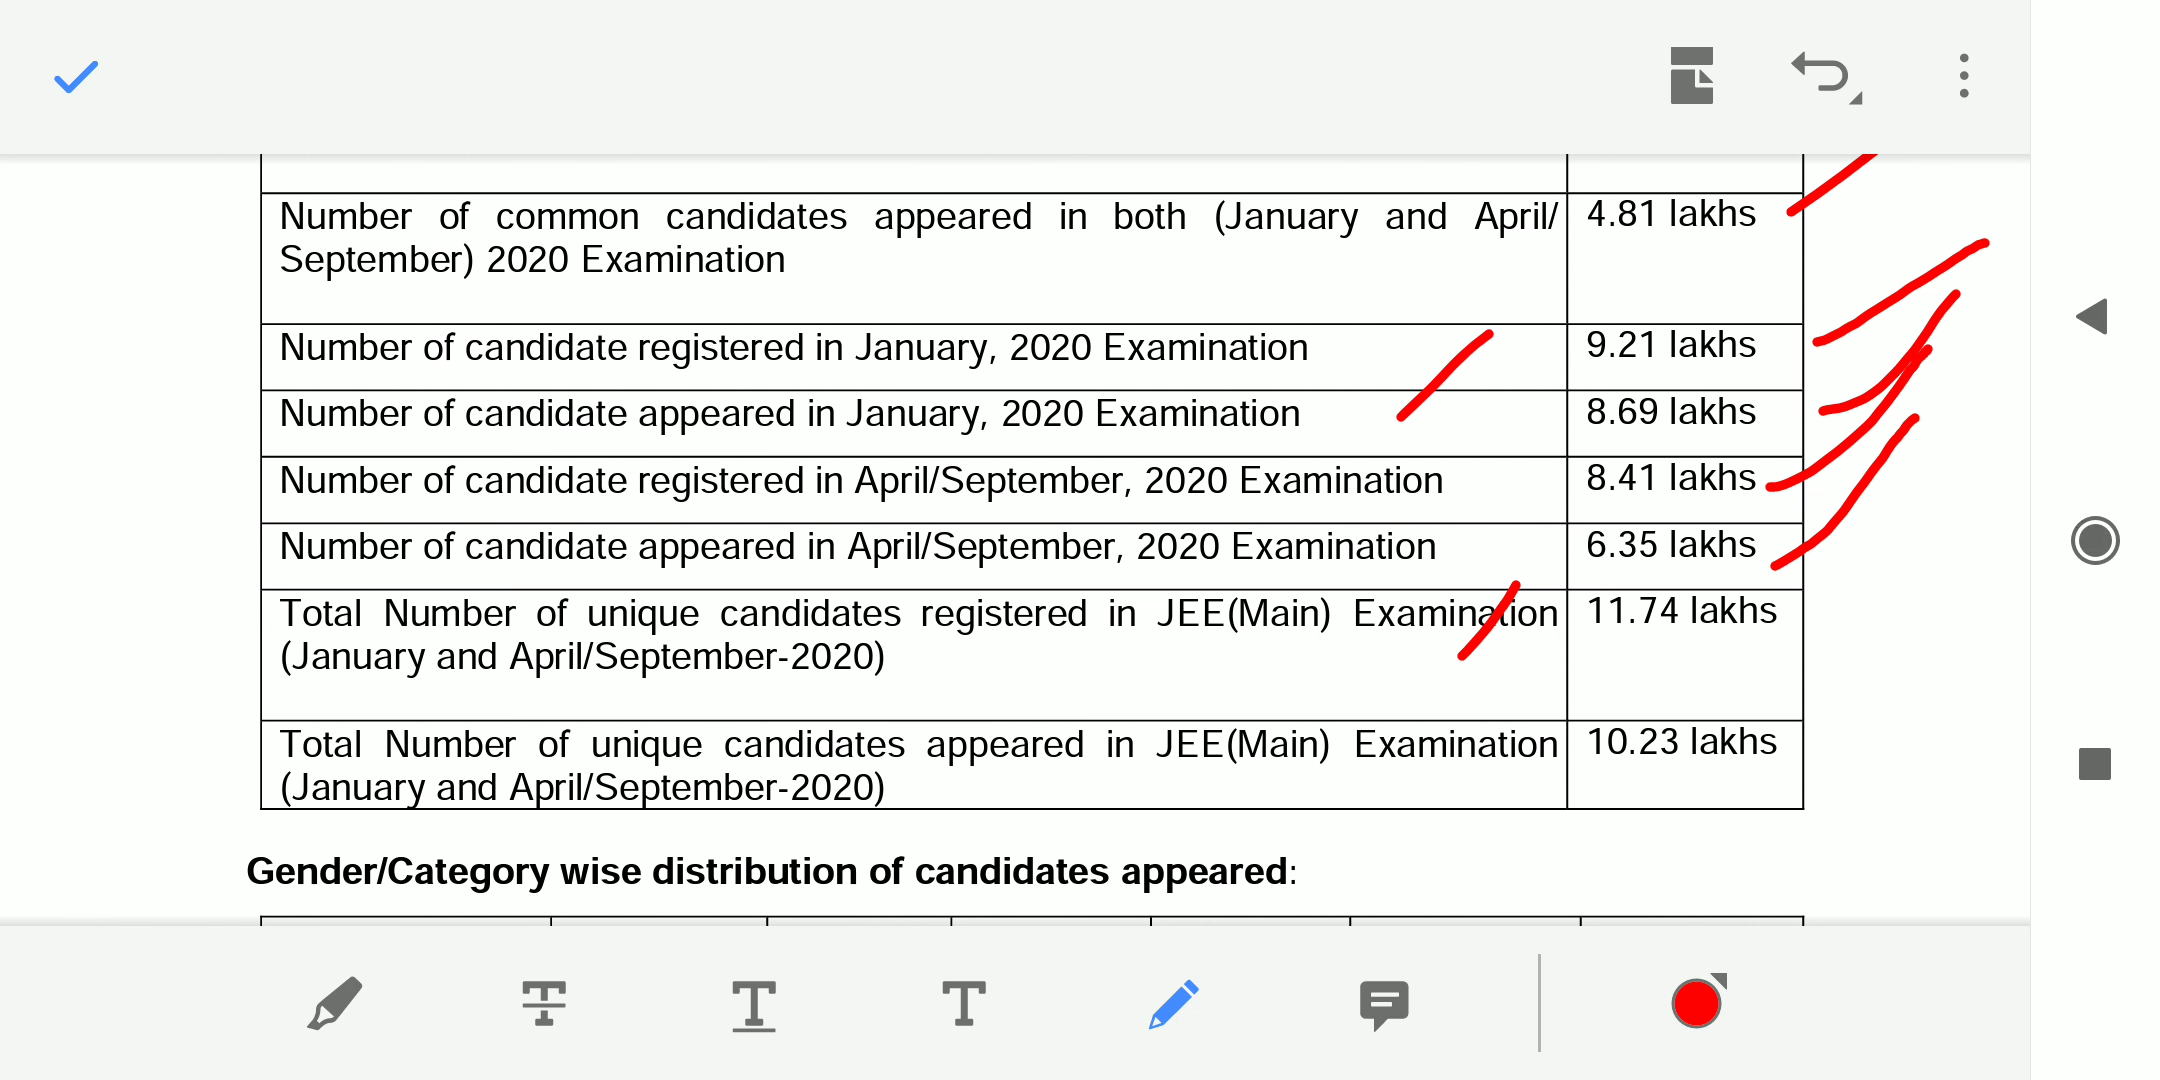 Number of common candidates appeared in both (January and April/ 4.81 lakhs
September) 2020 Examination
Number of candidate registered in January, 2020 Examination 9.21 lakhs
Number of candidate appeared in January, 2020 Examination 8.69 lakhs
Number of candidate registered in April/September, 2020 Examination 8.41 lakhs
Number of candidate appeared in April/September, 2020 Examination 6.35 lakhs
Total Number of unique candidates registered in JEE(Main) Examination 11.74 lakhs
(January and April/September-2020)
Total Number of unique candidates appeared in JEE(Main) Examination 10.23 lakhs
(January and April/September-2020)
Gender/Category wise distribution of candidates appeared: